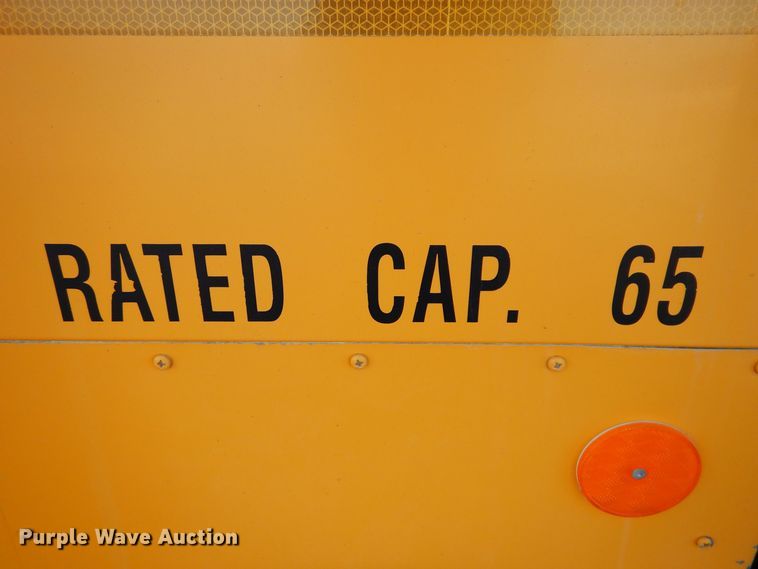 RATED CAP. 65
Purple Wave Auction